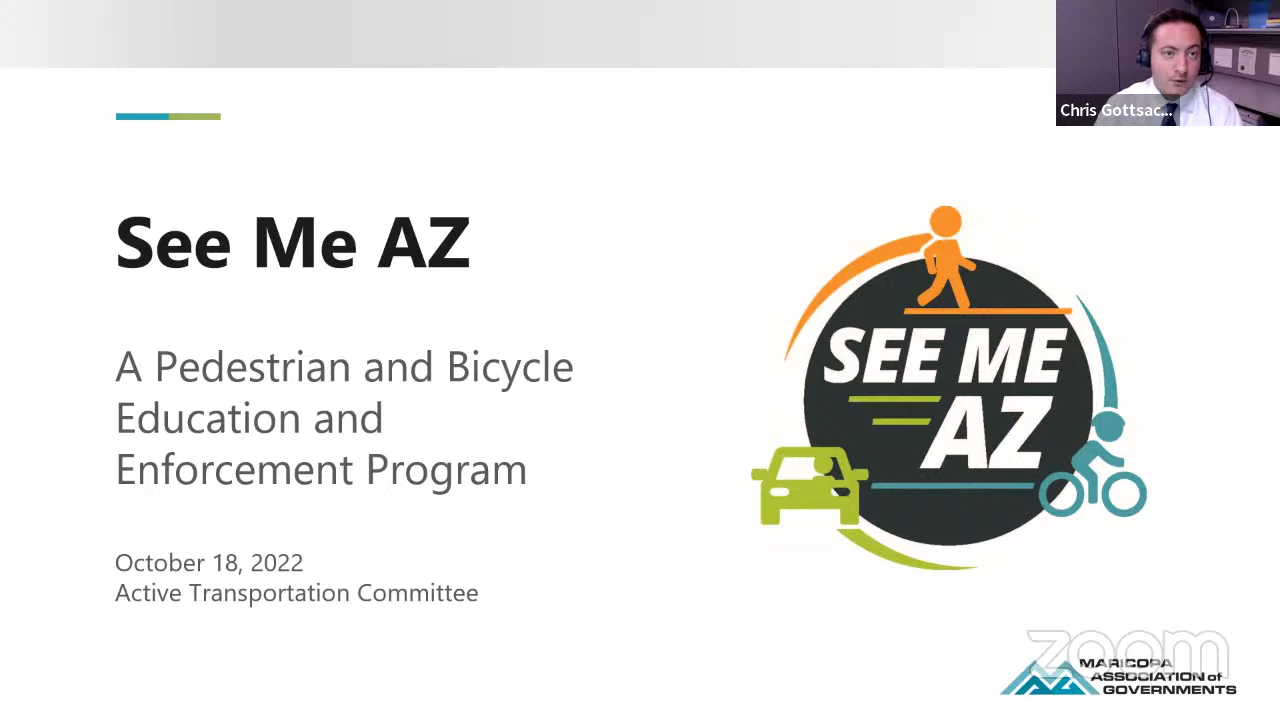 Chris Gottsac...
See Me AZ
A Pedestrian and Bicycle
Education and
Enforcement Program
October 18, 2022
Active Transportation Committee
SEE ME
AZ
zoom
MARICOPA
ASSOCIATION of
GOVERNMENTS